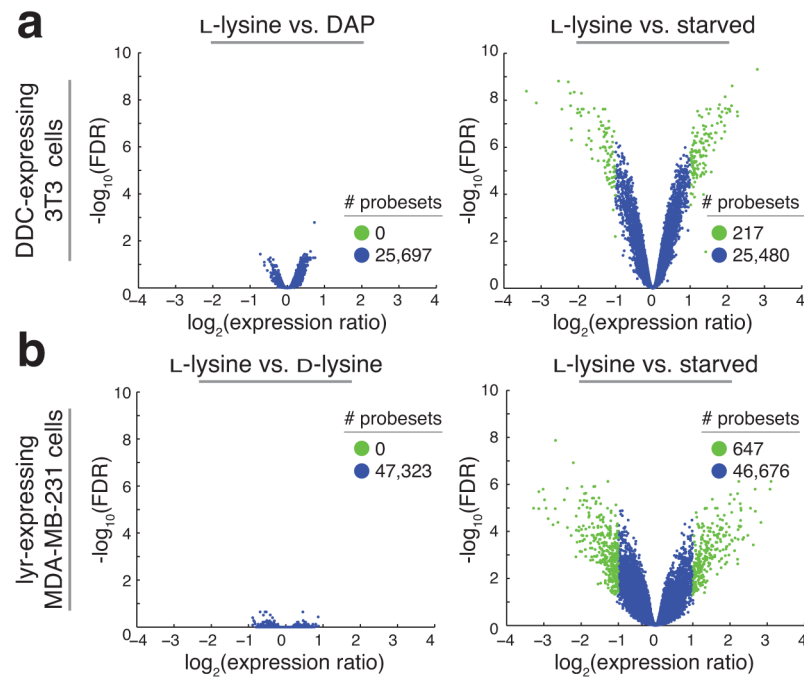 a
L-lysine vs. DAP
L-lysine vs. starved
DDC-expressing
3T3 cells
-log10(FDR)
10
8
6
4
2
0
−4 −3 −2 −1 0 1 2 3 4
log2(expression ratio)
# probesets
0
25,697
-log10(FDR)
10
8
6
4
2
0
−4 −3 −2 −1 0 1 2 3 4
log2(expression ratio)
# probesets
217
25,480
b
L-lysine vs. D-lysine
L-lysine vs. starved
lyr-expressing
MDA-MB-231 cells
-log10(FDR)
10
8
6
4
2
0
−4 −3 −2 −1 0 1 2 3 4
log2(expression ratio)
# probesets
0
47,323
-log10(FDR)
10
8
6
4
2
0
−4 −3 −2 −1 0 1 2 3 4
log2(expression ratio)
# probesets
647
46,676